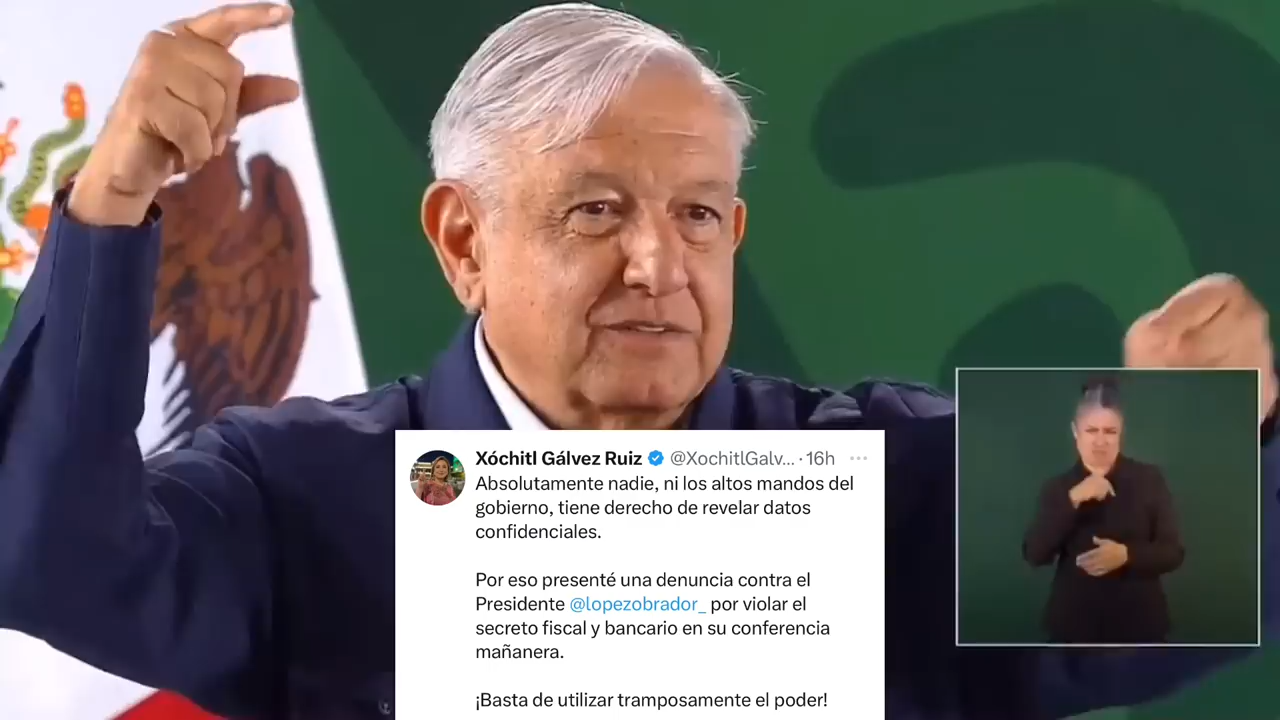 Xóchitl Gálvez Ruiz @XochitlGalv... · 16h
Absolutamente nadie, ni los altos mandos del
gobierno, tiene derecho de revelar datos
confidenciales.
Por eso presenté una denuncia contra el
Presidente @lopezobrador_ por violar el
secreto fiscal y bancario en su conferencia
mañanera.
¡Basta de utilizar tramposamente el poder!